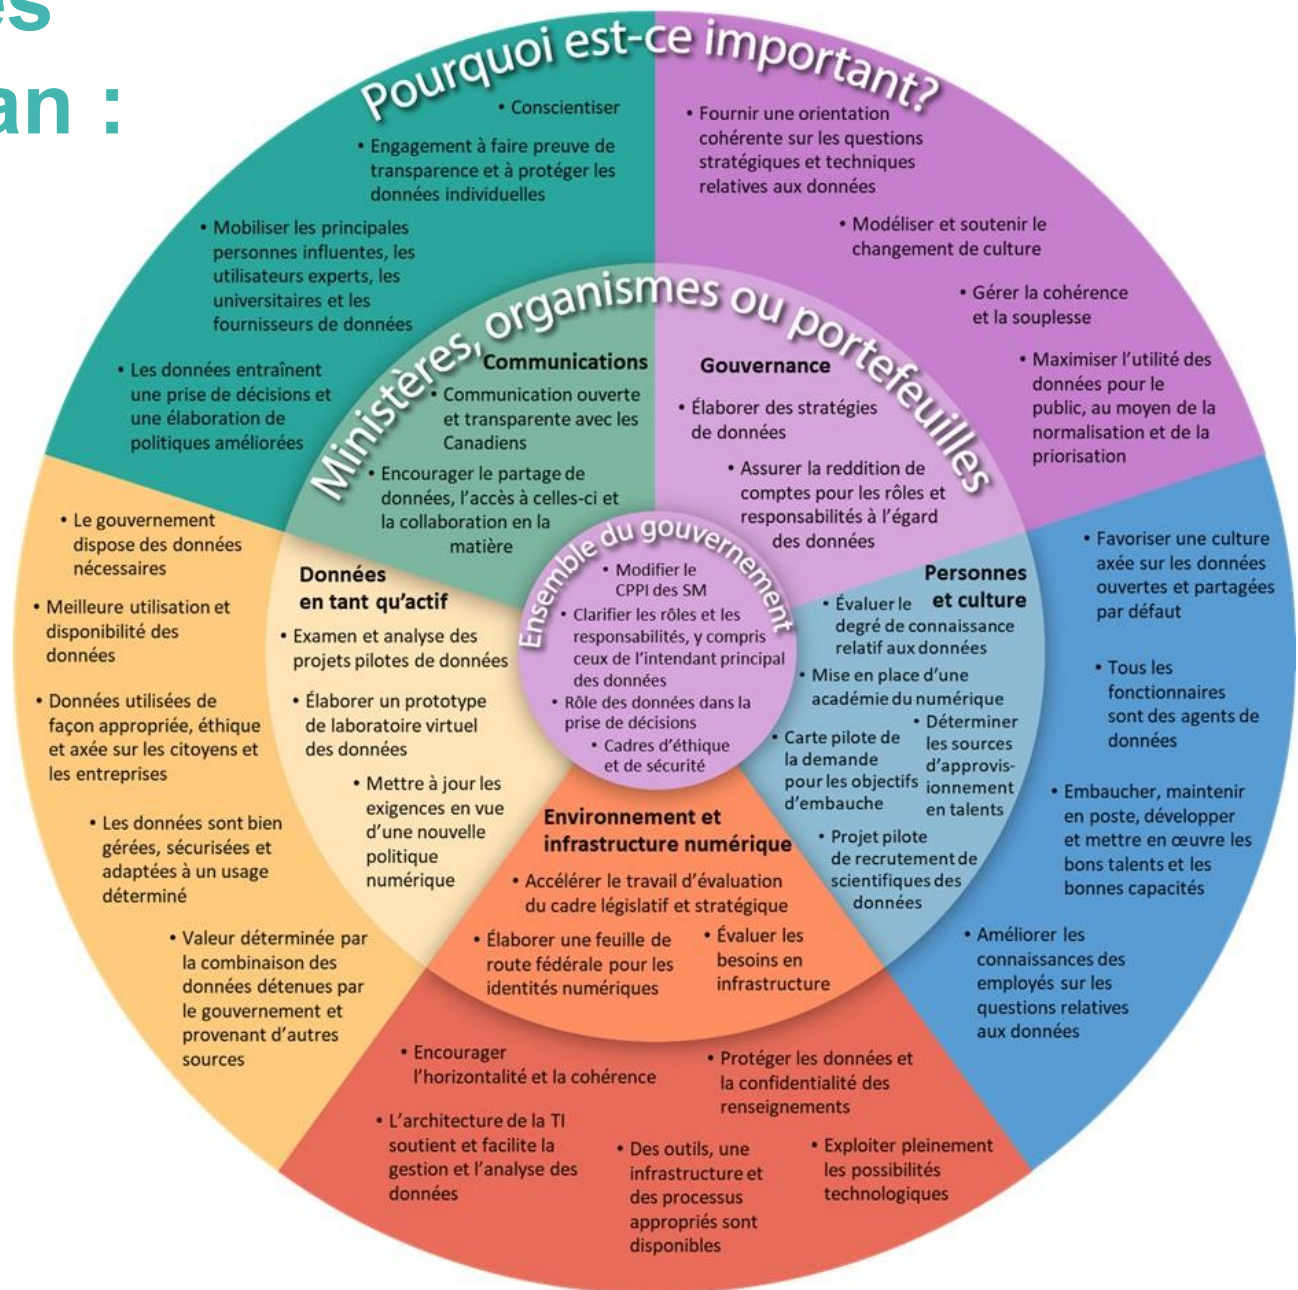 es
an :
Pourquoi est-ce important?
• Conscientiser
• Engagement à faire preuve de
transparence et à protéger les
données individuelles
• Mobiliser les principales
personnes influentes, les
utilisateurs experts, les
universitaires et les
fournisseurs de données
• Les données entraînent
une prise de décisions et
une élaboration de
politiques améliorées
• Fournir une orientation
cohérente sur les questions
stratégiques et techniques
relatives aux données
• Modéliser et soutenir le
changement de culture
• Gérer la cohérence
et la souplesse
• Maximiser l'utilité des
données pour le
public, au moyen de la
normalisation et de la
priorisation
• Favoriser une culture
axée sur les données
ouvertes et partagées
par défaut
• Tous les
fonctionnaires
sont des agents de
données
• Embaucher, maintenir
en poste, développer
et mettre en œuvre les
bons talents et les
bonnes capacités
• Améliorer les
connaissances des
employés sur les
questions relatives
aux données
• Encourager
l'horizontalité et la cohérence
• L'architecture de la TI
soutient et facilite la
gestion et l'analyse des
données
• Des outils, une
infrastructure et
des processus
appropriés sont
disponibles
• Protéger les données et
la confidentialité des
renseignements
• Exploiter pleinement
les possibilités
technologiques
• Le gouvernement
dispose des données
nécessaires
• Meilleure utilisation et
disponibilité des
données
• Données utilisées de
façon appropriée, éthique
et axée sur les citoyens et
les entreprises
• Les données sont bien
gérées, sécurisées et
adaptées à un usage
déterminé
• Valeur déterminée par
la combinaison des
données détenues par
le gouvernement et
provenant d'autres
sources
Ministères, organismes ou portefeuilles
Communications
• Communication ouverte
et transparente avec les
Canadiens
• Encourager le partage de
données, l'accès à celles-ci et
la collaboration en la
matière
Gouvernance
• Élaborer des stratégies
de données
• Assurer la reddition de
comptes pour les rôles et
responsabilités à l'égard
des données
Personnes
et culture
• Évaluer le
degré de connaissance
relatif aux données
• Mise en place d'une
académie du numérique
• Carte pilote de
la demande
pour les objectifs
d'embauche
• Déterminer
les sources
d'approvis-
ionnement
en talents
• Projet pilote
de recrutement de
scientifiques des
données
Environnement et
infrastructure numérique
• Accélérer le travail d'évaluation
du cadre législatif et stratégique
• Élaborer une feuille de
route fédérale pour les
identités numériques
• Évaluer les
besoins en
infrastructure
Données
en tant qu'actif
• Examen et analyse des
projets pilotes de données
• Élaborer un prototype
de laboratoire virtuel
des données
• Mettre à jour les
exigences en vue
d'une nouvelle
politique
numérique
Ensemble du gouvernement
• Modifier le
CPPI des SM
• Clarifier les rôles et les
responsabilités, y compris
ceux de l'intendant principal
des données
• Rôle des données dans la
prise de décisions
• Cadres d'éthique
et de sécurité